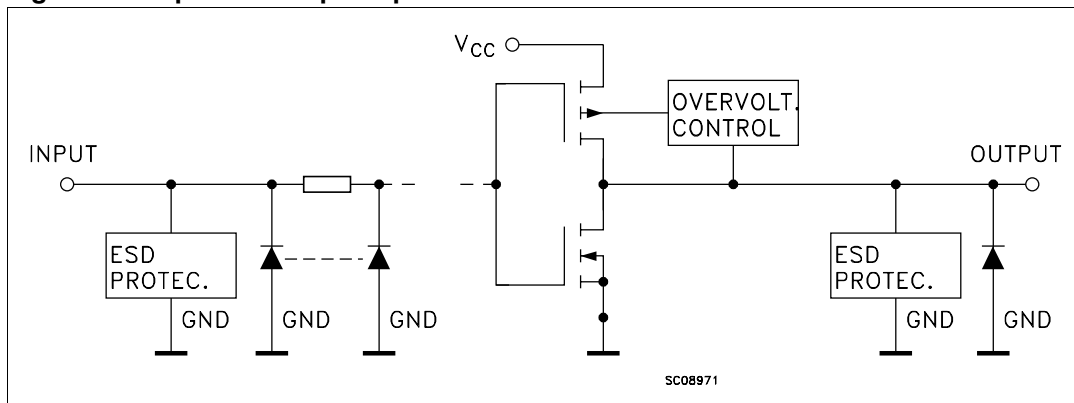 VCC
OVERVOLT.
CONTROL
INPUT
OUTPUT
ESD
PROTEC.
ESD
PROTEC.
GND
GND
GND
GND
GND
SC08971